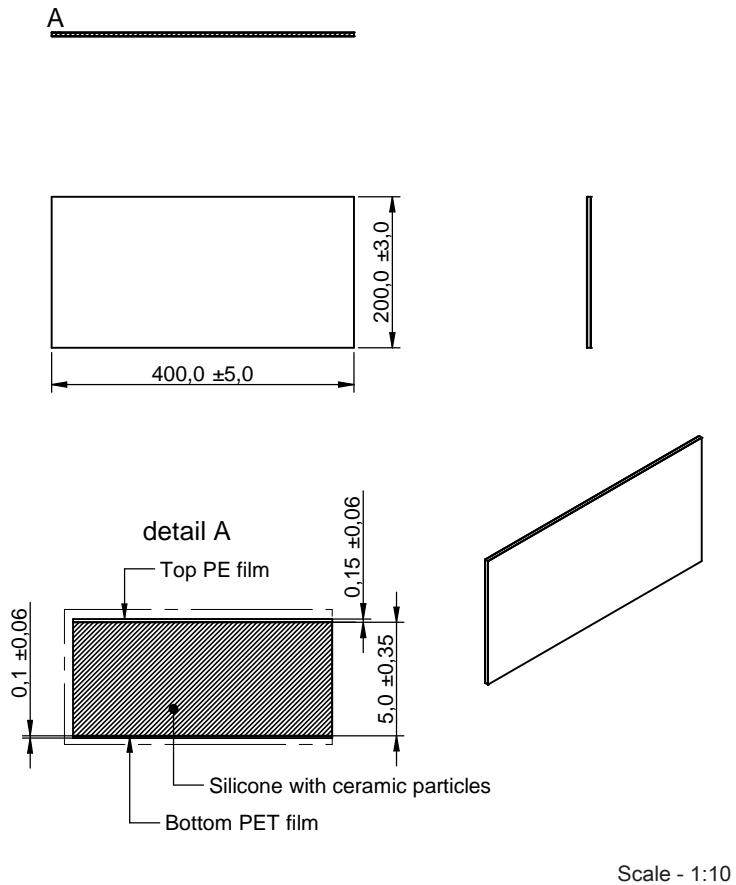 A
200,0 ±3,0
400,0 ±5,0
detail A
Top PE film
0,15 ±0,06
0,1 ±0,06
5,0 ±0,35
Silicone with ceramic particles
Bottom PET film
Scale - 1:10